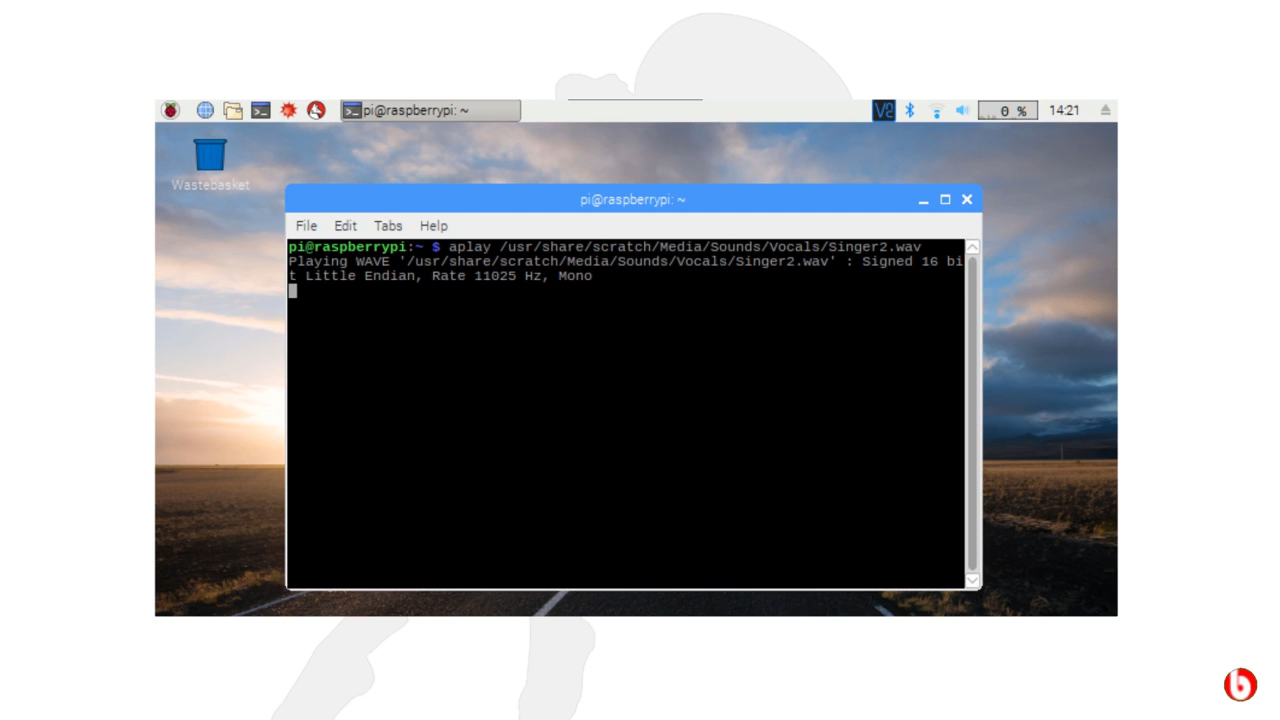 pi@raspberrypi: ~
V2
0 %
14:21
Wastebasket
pi@raspberrypi: ~
File Edit Tabs Help
pi@raspberrypi:~ $ aplay /usr/share/scratch/Media/Sounds/Vocals/Singer2.wav
Playing WAVE '/usr/share/scratch/Media/Sounds/Vocals/Singer2.wav' : Signed 16 bi
t Little Endian, Rate 11025 Hz, Mono
b